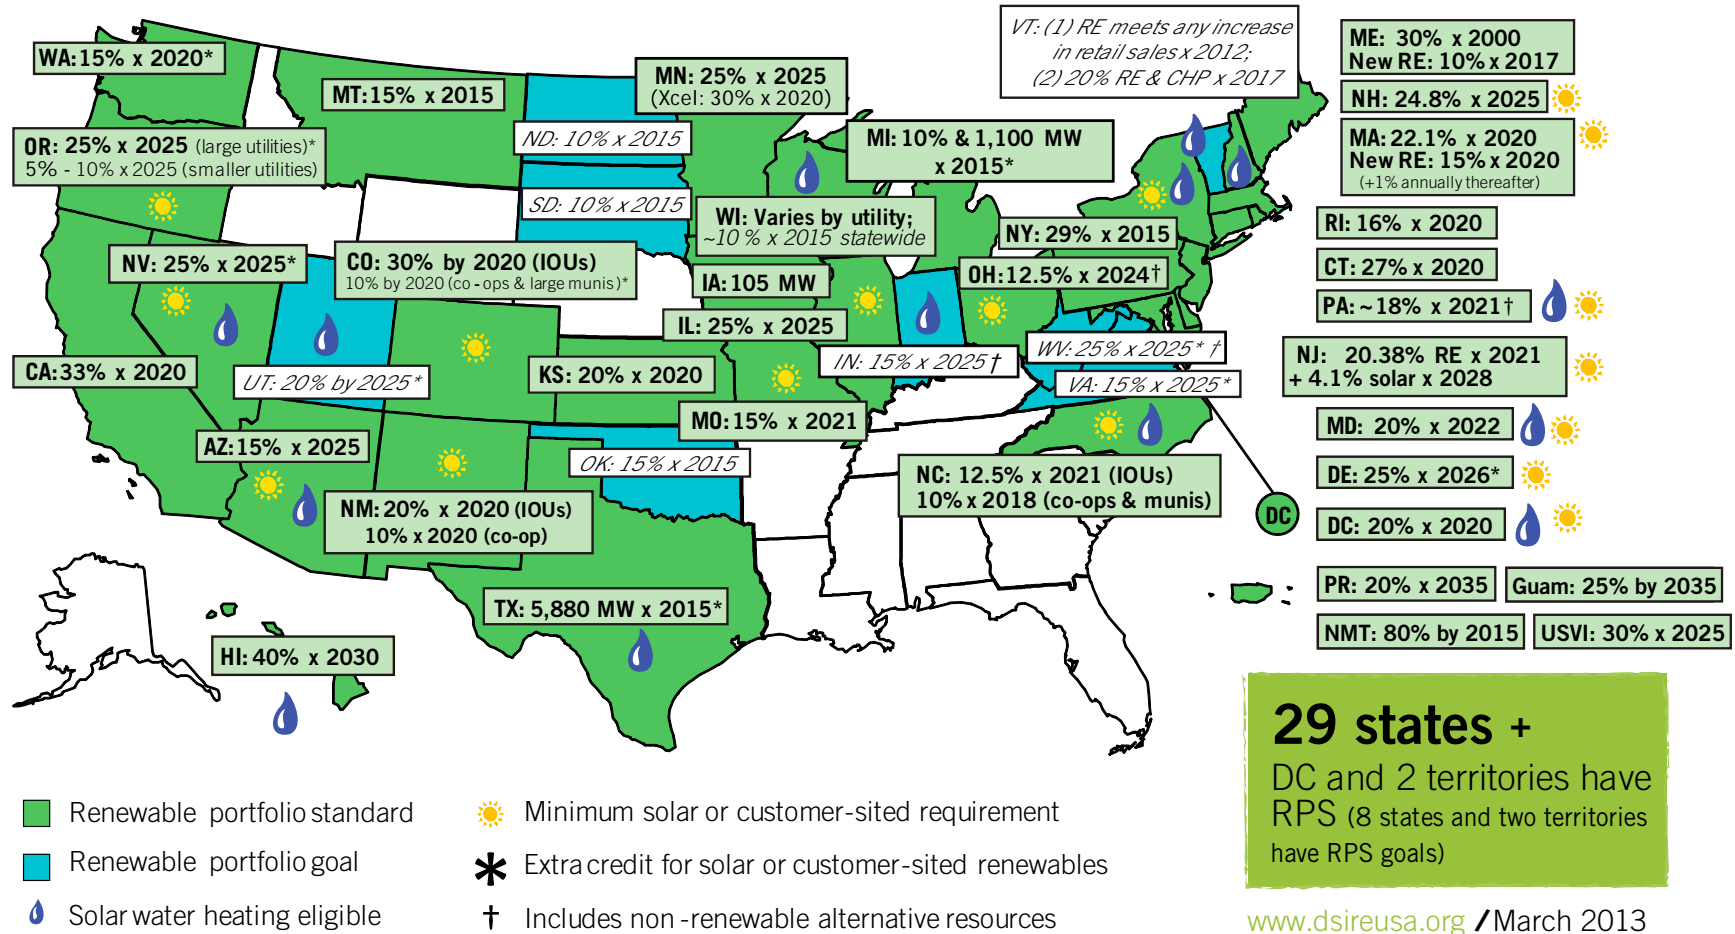 WA: 15% x 2020*
MT: 15% x 2015
MN: 25% x 2025
(Xcel: 30% x 2020)
VT: (1) RE meets any increase
in retail sales x 2012;
(2) 20% RE & CHP x 2017
ME: 30% x 2000
New RE: 10% x 2017
NH: 24.8% x 2025
MA: 22.1% x 2020
New RE: 15% x 2020
(+1% annually thereafter)
OR: 25% x 2025 (large utilities)*
5% - 10% x 2025 (smaller utilities)
ND: 10% x 2015
MI: 10% & 1,100 MW
x 2015*
SD: 10% x 2015
WI: Varies by utility;
~10 % x 2015 statewide
NY: 29% x 2015
RI: 16% x 2020
CT: 27% x 2020
NV: 25% x 2025*
CO: 30% by 2020 (IOUs)
10% by 2020 (co-ops & large munis)*
IA: 105 MW
OH: 12.5% x 2024†
PA: ~18% x 2021†
IL: 25% x 2025
WV: 25% x 2025* †
IN: 15% x 2025†
NJ: 20.38% RE x 2021
+ 4.1% solar x 2028
CA: 33% x 2020
UT: 20% by 2025*
KS: 20% x 2020
VA: 15% x 2025*
MO: 15% x 2021
MD: 20% x 2022
AZ: 15% x 2025
OK: 15% x 2015
NC: 12.5% x 2021 (IOUs)
10% x 2018 (co-ops & munis)
DE: 25% x 2026*
NM: 20% x 2020 (IOUs)
10% x 2020 (co-op)
DC
DC: 20% x 2020
TX: 5,880 MW x 2015*
PR: 20% x 2035
Guam: 25% by 2035
NMT: 80% by 2015
USVI: 30% x 2025
HI: 40% x 2030
29 states +
DC and 2 territories have
RPS (8 states and two territories
have RPS goals)
Renewable portfolio standard
Renewable portfolio goal
Solar water heating eligible
Minimum solar or customer-sited requirement
* Extra credit for solar or customer-sited renewables
† Includes non-renewable alternative resources
www.dsireusa.org / March 2013